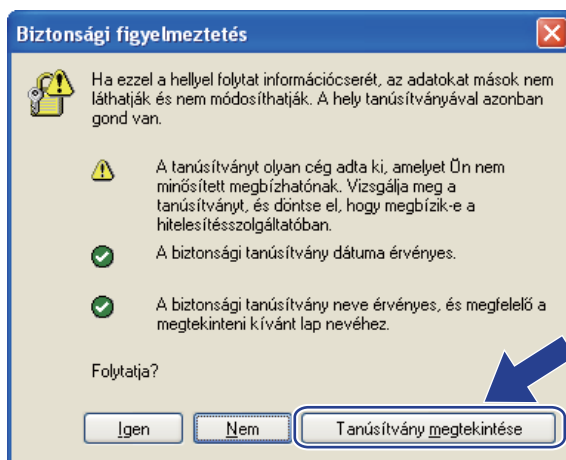 Biztonsági figyelmeztetés
Ha ezzel a hellyel folytat információcserét, az adatokat mások nem
láthatják és nem módosíthatják. A hely tanúsítványával azonban
gond van.
A tanúsítványt olyan cég adta ki, amelyet Ön nem
minősített megbízhatónak. Vizsgálja meg a
tanúsítványt, és döntse el, hogy megbízik-e a
hitelesítésszolgáltatóban.
A biztonsági tanúsítvány dátuma érvényes.
A biztonsági tanúsítvány neve érvényes, és megfelelő a
megtekinteni kívánt lap nevéhez.
Folytatja?
Igen
Nem
Tanúsítvány megtekintése